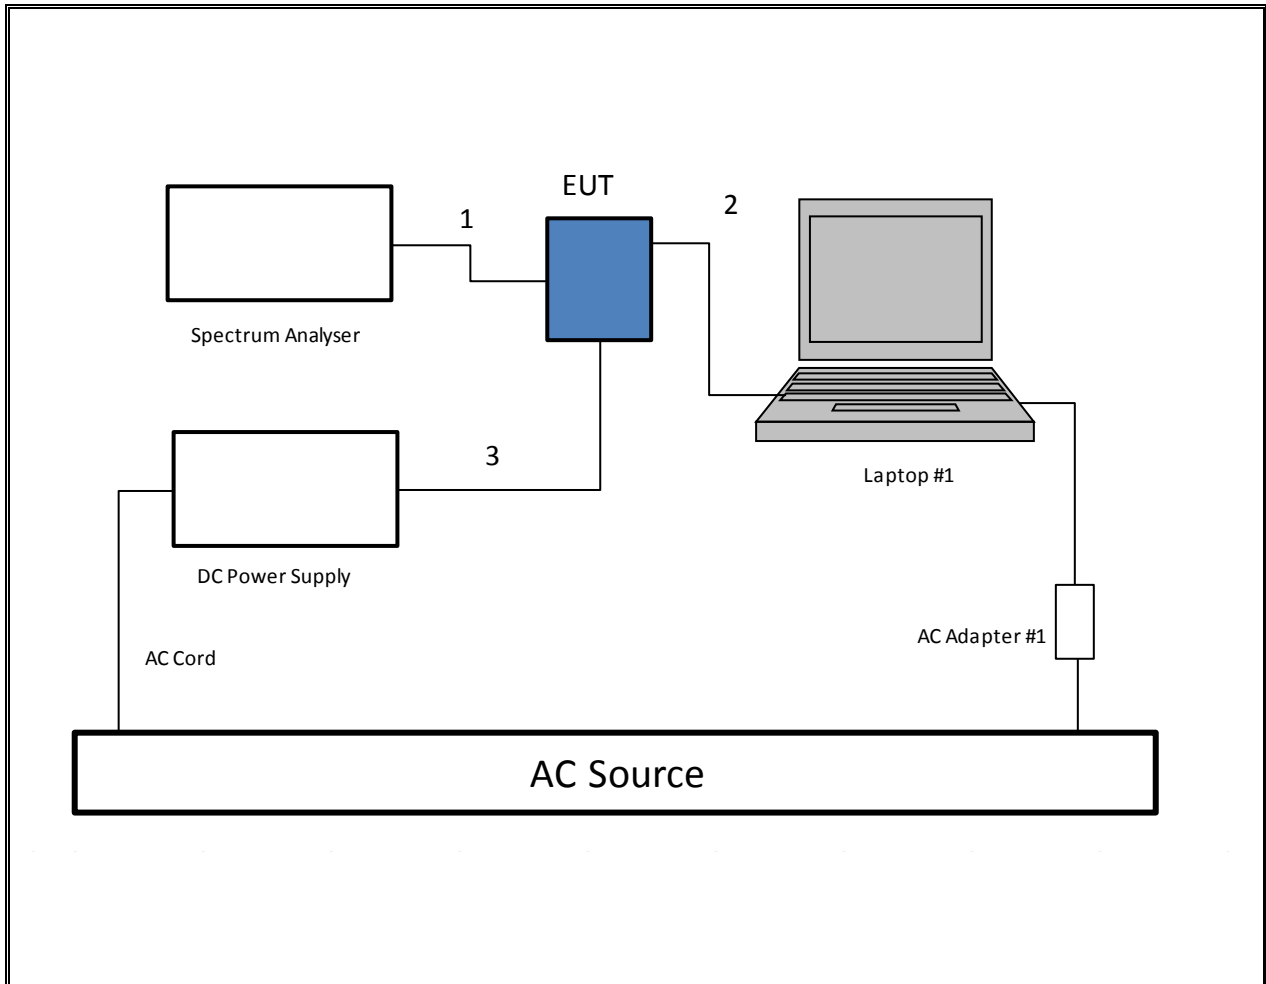 EUT
1
2
Spectrum Analyser
3
Laptop #1
DC Power Supply
AC Adapter #1
AC Cord
AC Source